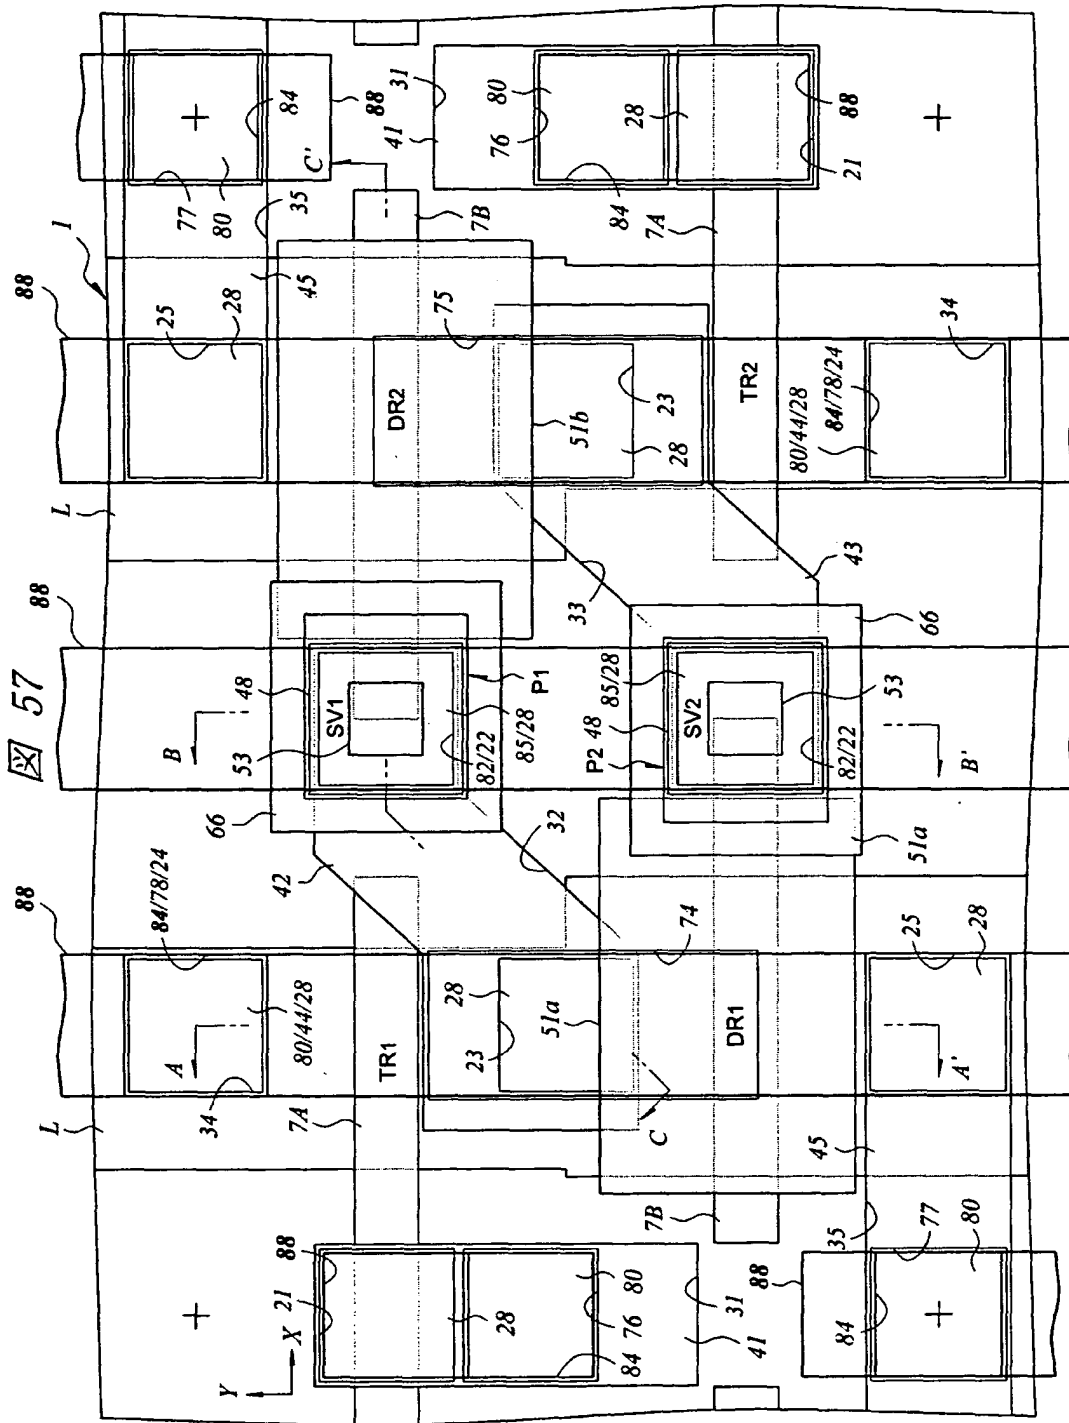 図 57
88
88
88
L
L
1
A
84/78/24
B
48
25
28
77
80
84
34
80/44/28
42
66
53
SV1
P1
45
35
C'
Y
X
21
88
7A
TR1
82/22
85/28
DR2
75
7B
31
41
88
28
23
28
32
33
51b
76
80
84
76
80
51a
74
P2
48
23
28
28
84
31
41
C
7B
DR1
SV2
85/28
82/22
53
43
TR2
7A
21
88
88
35
77
80
84
45
A'
25
28
51a
66
B'
80/44/28
84/78/24
34